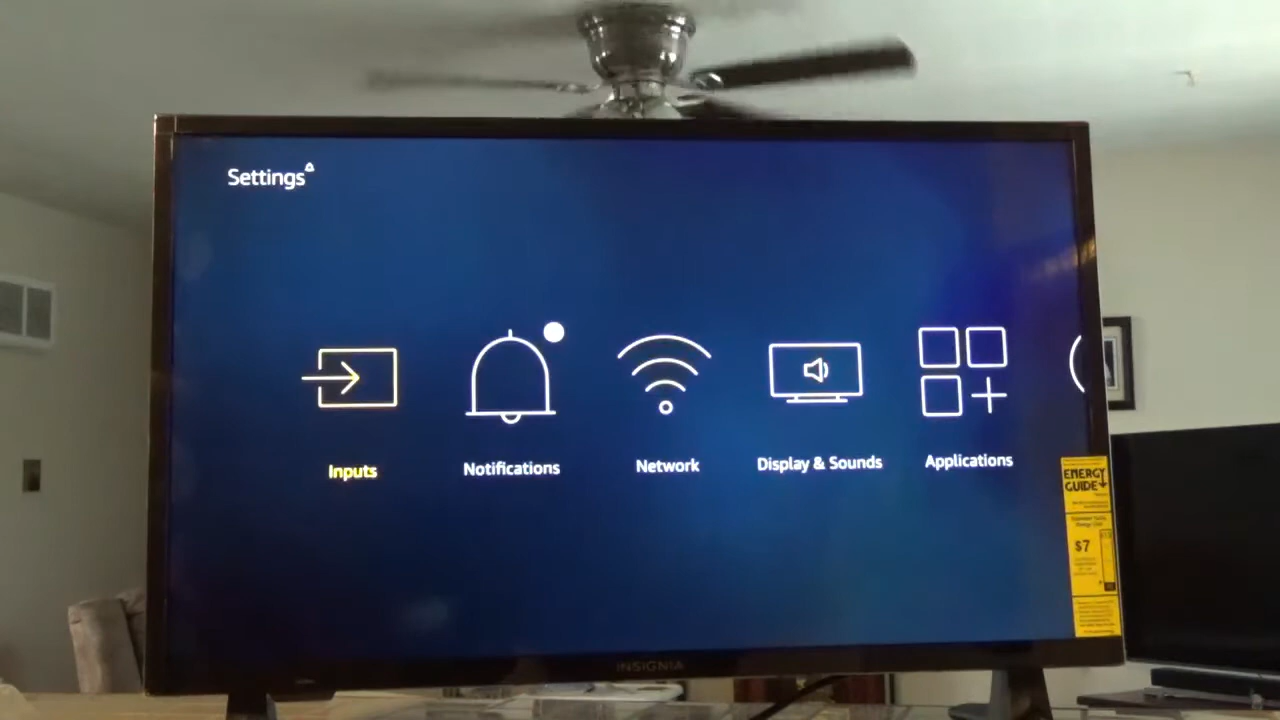 Settings
Inputs
Notifications
Network
Display & Sounds
Applications
ENERGY
GUIDE
$7
INSIGNIA